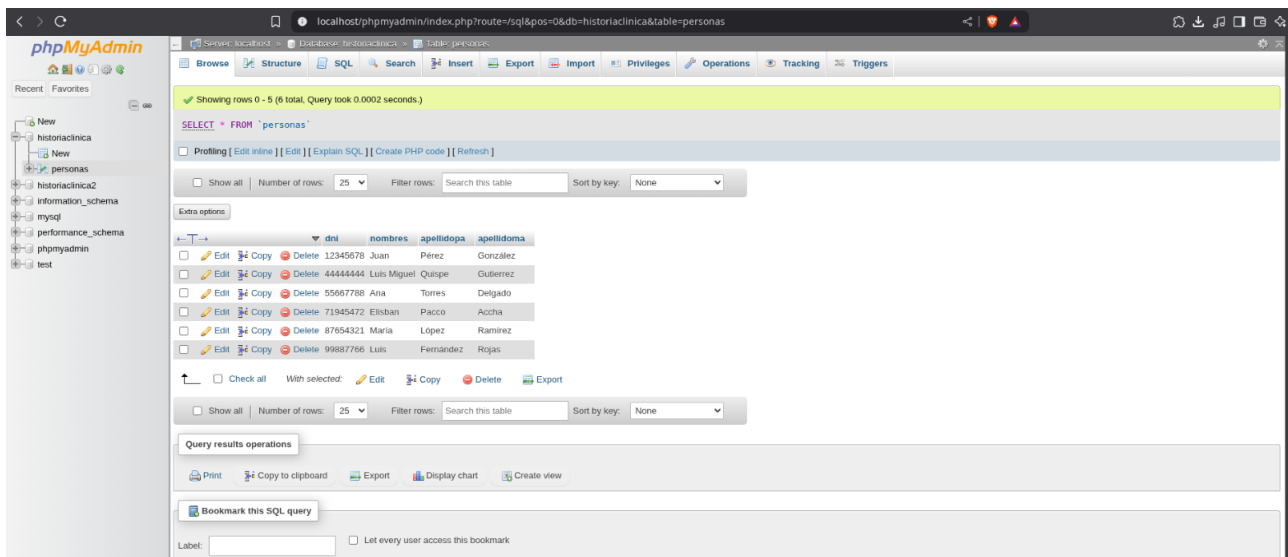 localhost/phpmyadmin/index.php?route=/sql&pos=0&db=historiaclinica&table=personas
phpMyAdmin
Recent Favorites
New
historiaclinica
New
personas
historiaclinica2
information_schema
mysql
performance_schema
phpmyadmin
test
Server: localhost » Database: historiaclinica » Table: personas
Browse Structure SQL Search Insert Export Import Privileges Operations Tracking Triggers
Showing rows 0 - 5 (6 total, Query took 0.0002 seconds.)
SELECT * FROM `personas`
Profiling [ Edit inline ] [ Edit ] [ Explain SQL ] [ Create PHP code ] [ Refresh ]
Show all | Number of rows: 25 Filter rows: Search this table Sort by key: None
Extra options
←T→ dni nombres apellidopa apellidoma
Edit Copy Delete 12345678 Juan Pérez González
Edit Copy Delete 44444444 Luis Miguel Quispe Gutierrez
Edit Copy Delete 55667788 Ana Torres Delgado
Edit Copy Delete 71945472 Elisban Pacco Accha
Edit Copy Delete 87654321 María López Ramírez
Edit Copy Delete 99887766 Luis Fernández Rojas
Check all With selected: Edit Copy Delete Export
Show all | Number of rows: 25 Filter rows: Search this table Sort by key: None
Query results operations
Print Copy to clipboard Export Display chart Create view
Bookmark this SQL query
Label: Let every user access this bookmark